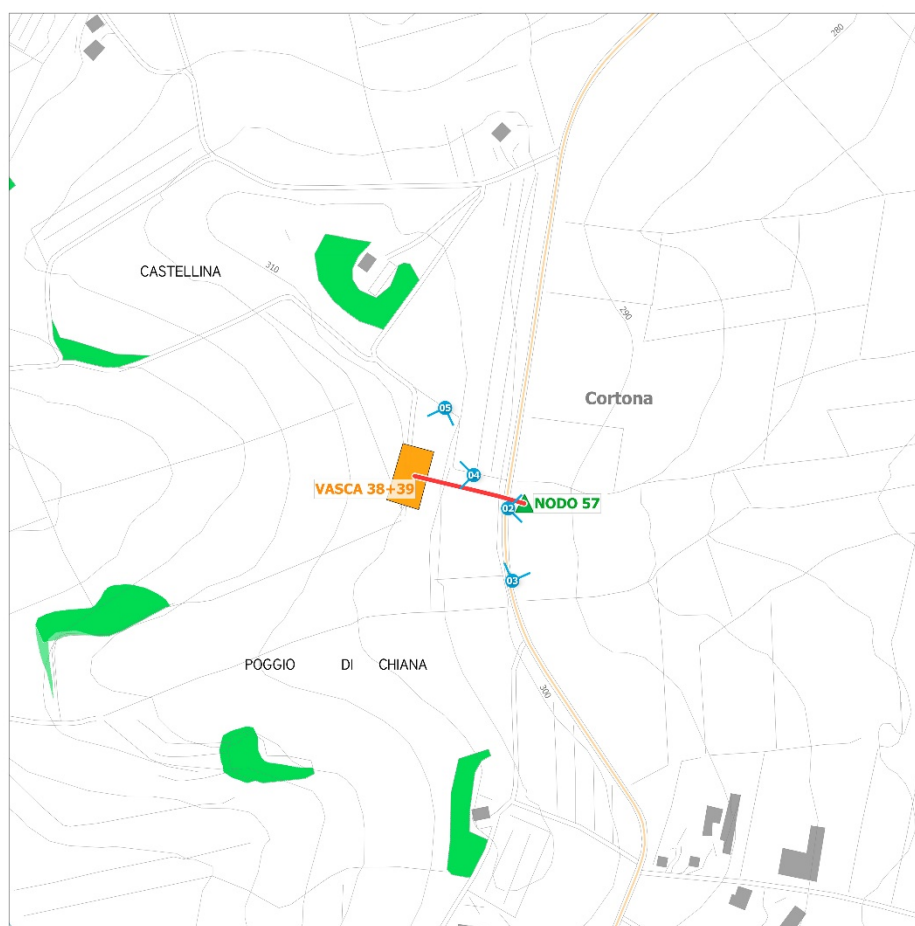 280
CASTELLINA
310
290
Cortona
05
04
VASCA 38+39
02
NODO 57
03
POGGIO DI CHIANA
300